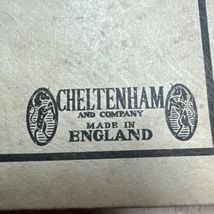 CHELTENHAM
AND COMPANY
MADE IN
ENGLAND